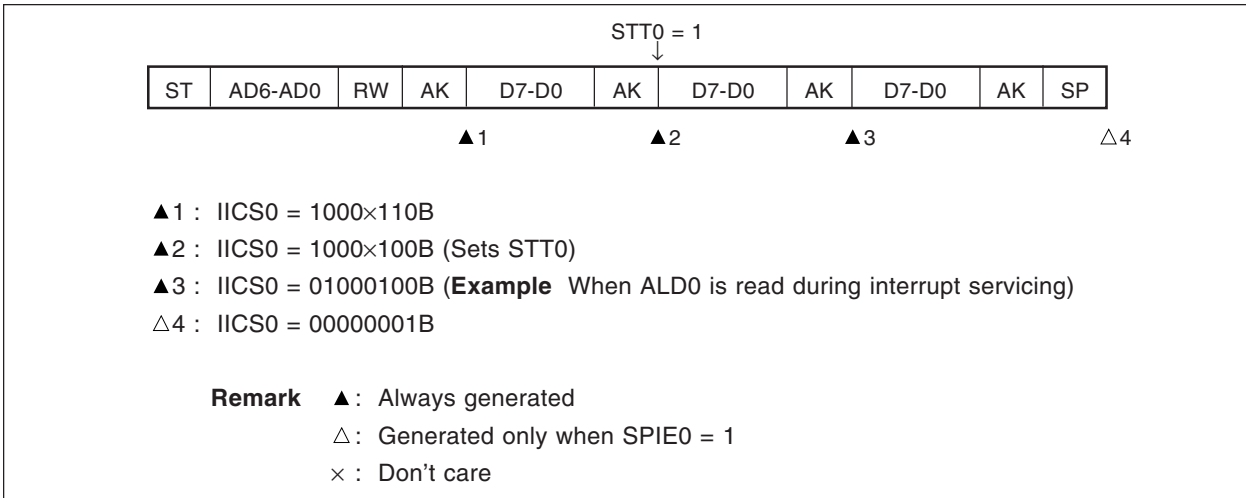 STT0 = 1
↓
ST AD6-AD0 RW AK D7-D0 AK D7-D0 AK D7-D0 AK SP
▲1 ▲2 ▲3 △4
▲1 : IICS0 = 1000×110B
▲2 : IICS0 = 1000×100B (Sets STT0)
▲3 : IICS0 = 01000100B (Example When ALD0 is read during interrupt servicing)
△4 : IICS0 = 00000001B
Remark ▲: Always generated
△: Generated only when SPIE0 = 1
× : Don't care